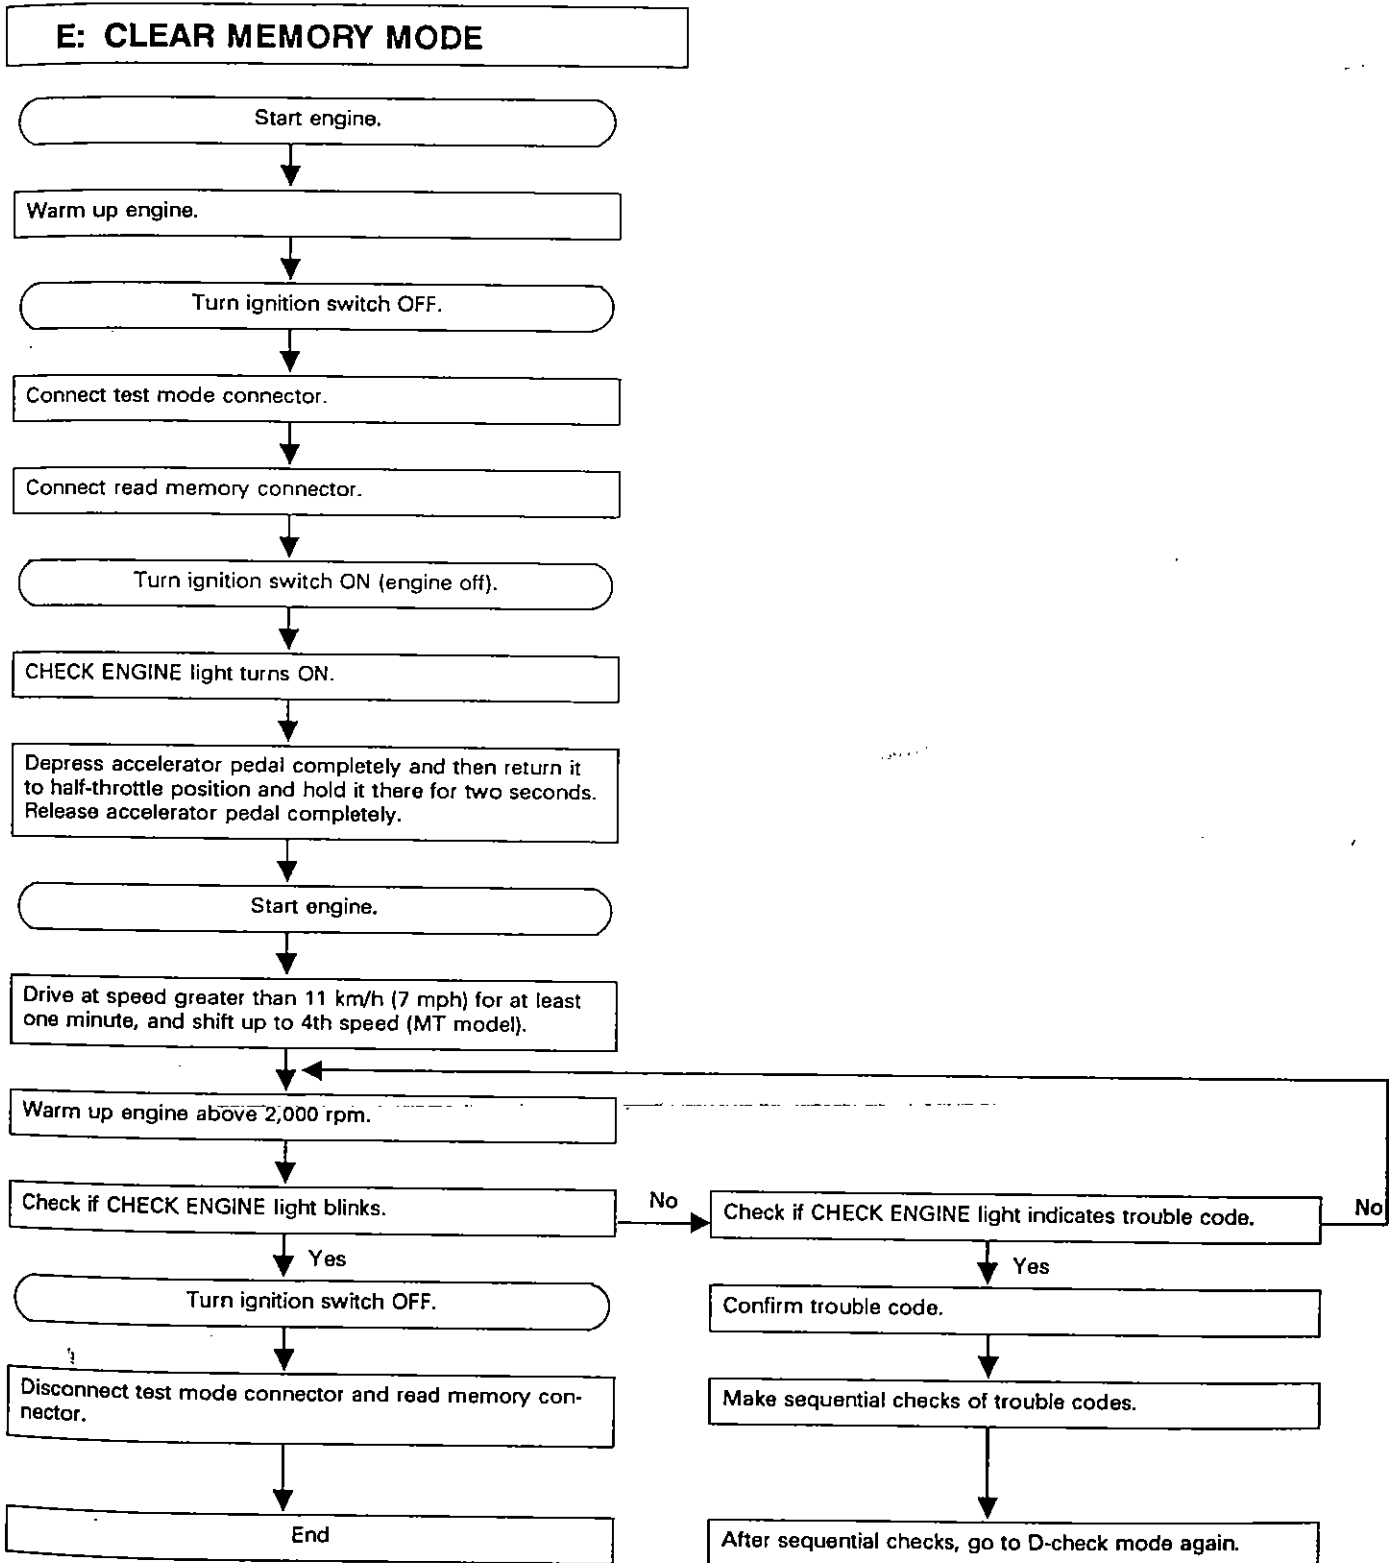 E: CLEAR MEMORY MODE
Start engine.
Warm up engine.
Turn ignition switch OFF.
Connect test mode connector.
Connect read memory connector.
Turn ignition switch ON (engine off).
CHECK ENGINE light turns ON.
Depress accelerator pedal completely and then return it
to half-throttle position and hold it there for two seconds.
Release accelerator pedal completely.
Start engine.
Drive at speed greater than 11 km/h (7 mph) for at least
one minute, and shift up to 4th speed (MT model).
Warm up engine above 2,000 rpm.
Check if CHECK ENGINE light blinks.
No
Check if CHECK ENGINE light indicates trouble code.
No
Yes
Turn ignition switch OFF.
Disconnect test mode connector and read memory con-
nector.
End
Yes
Confirm trouble code.
Make sequential checks of trouble codes.
After sequential checks, go to D-check mode again.